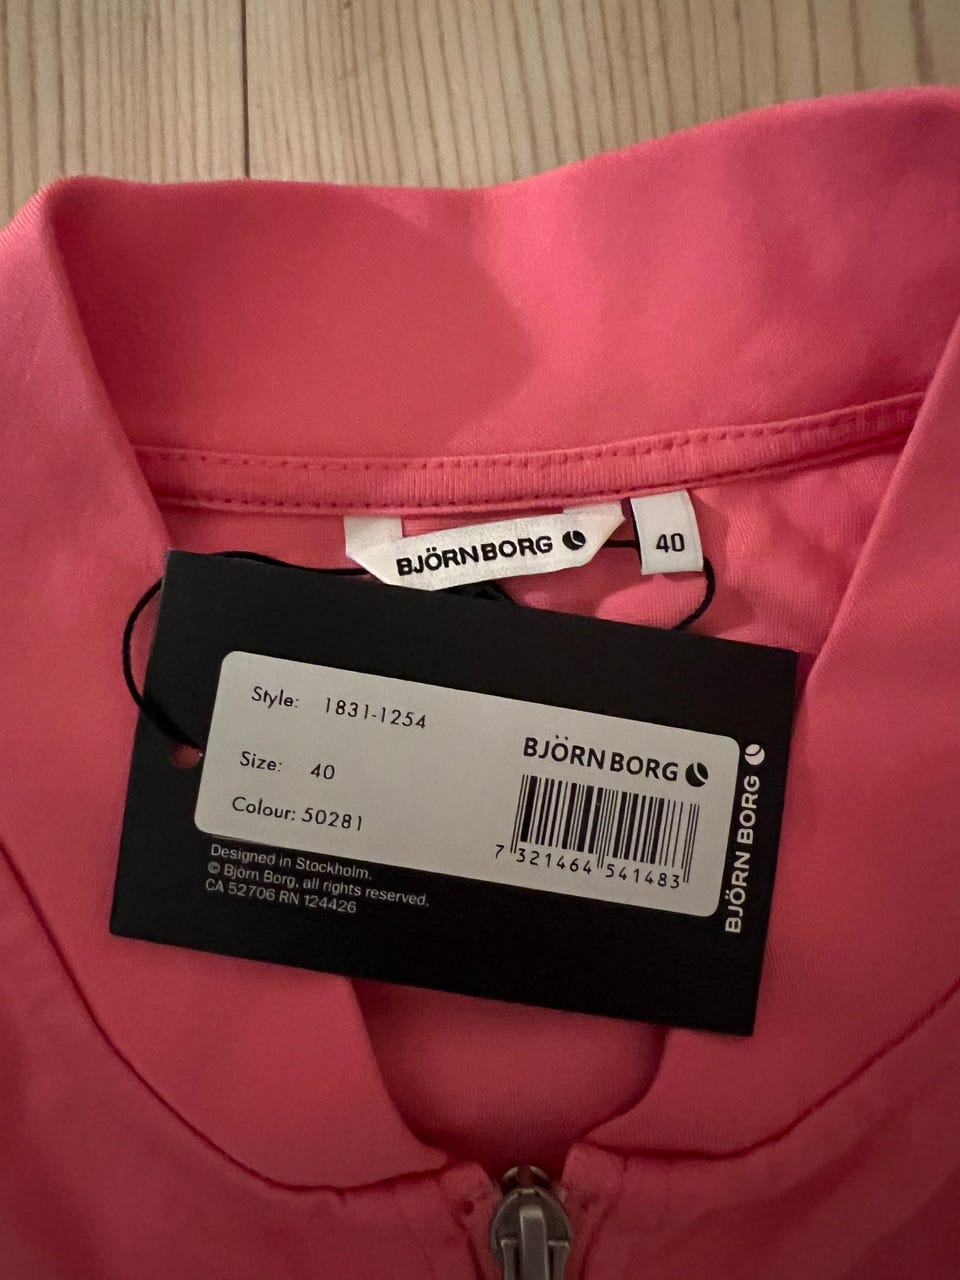 BJÖRN BORG
40
Style: 1831-1254
Size: 40
Colour: 50281
BJÖRN BORG
7 321464 541483
Designed in Stockholm.
© Björn Borg, all rights reserved.
CA 52706 RN 124426
BJÖRN BORG